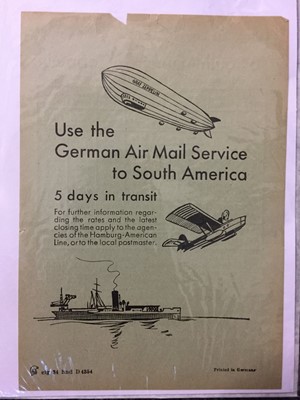 GRAF ZEPPELIN
Use the
German Air Mail Service
to South America
5 days in transit
For further information regar-
ding the rates and the latest
closing time apply to the agen-
cies of the Hamburg-American
Line, or to the local postmaster.
Printed in Germany